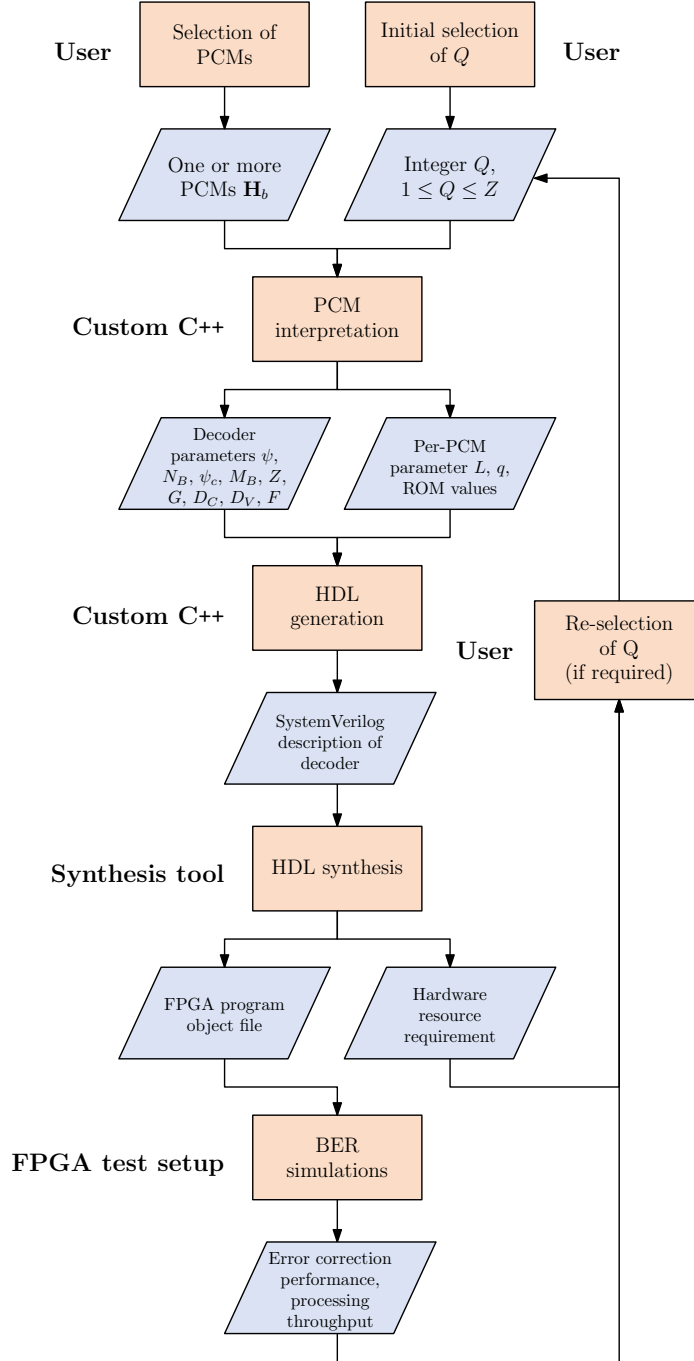 User
Selection of
PCMs
Initial selection
of Q
User
One or more
PCMs H_b
Integer Q,
1 ≤ Q ≤ Z
Custom C++
PCM
interpretation
Decoder
parameters ψ,
N_B, ψ_c, M_B, Z,
G, D_C, D_V, F
Per-PCM
parameter L, q,
ROM values
Custom C++
HDL
generation
User
Re-selection
of Q
(if required)
SystemVerilog
description of
decoder
Synthesis tool
HDL synthesis
FPGA program
object file
Hardware
resource
requirement
FPGA test setup
BER
simulations
Error correction
performance,
processing
throughput